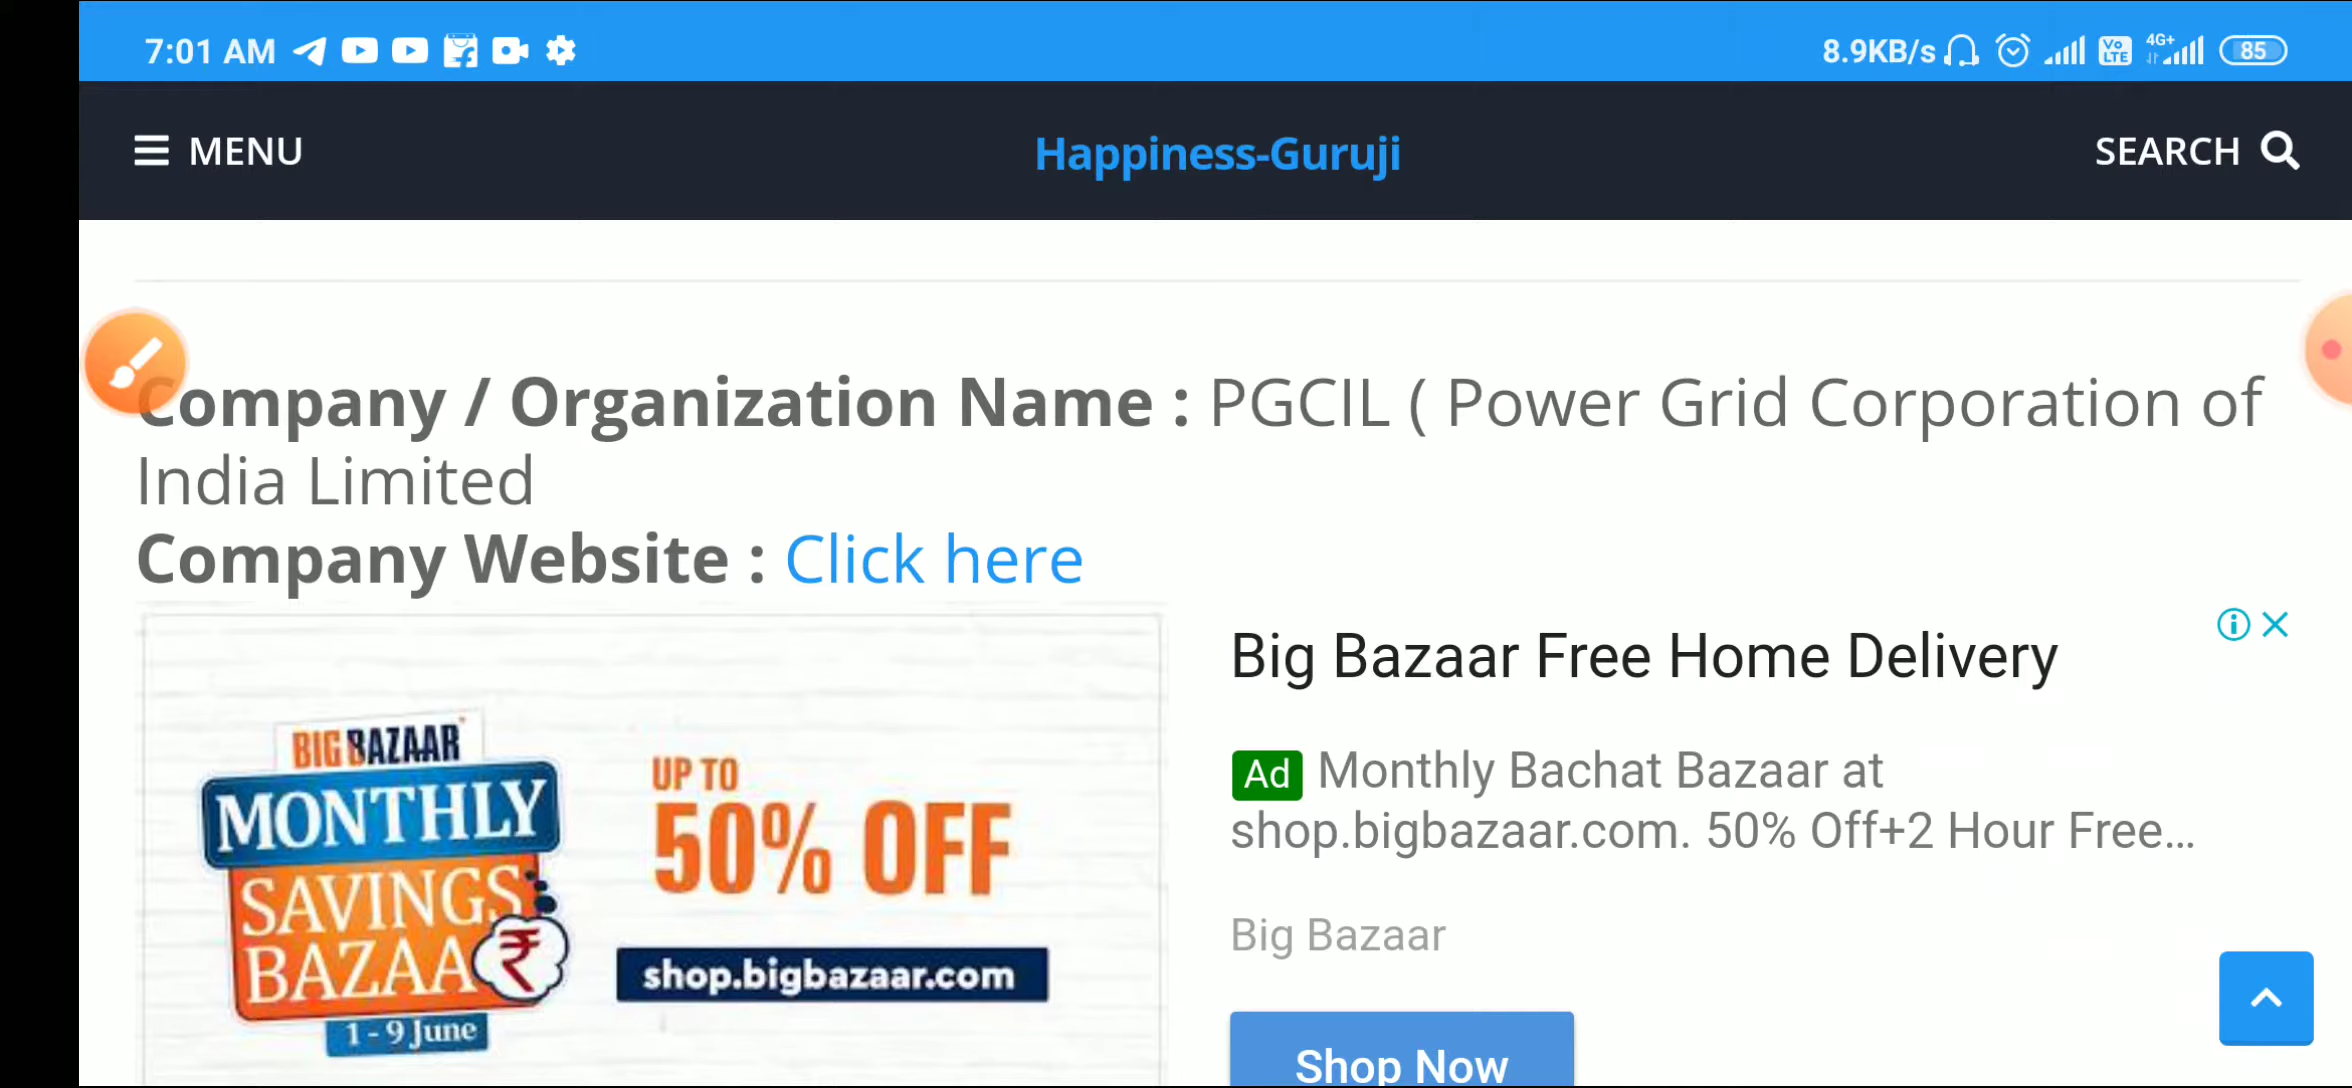 7:01 AM
8.9KB/s Vo LTE 4G+ 85
MENU
Happiness-Guruji
SEARCH
Company / Organization Name : PGCIL ( Power Grid Corporation of
India Limited
Company Website : Click here
BIG BAZAAR
MONTHLY
SAVINGS
BAZAA₹
1 - 9 June
UP TO
50% OFF
shop.bigbazaar.com
Big Bazaar Free Home Delivery
Ad Monthly Bachat Bazaar at
shop.bigbazaar.com. 50% Off+2 Hour Free...
Big Bazaar
Shop Now